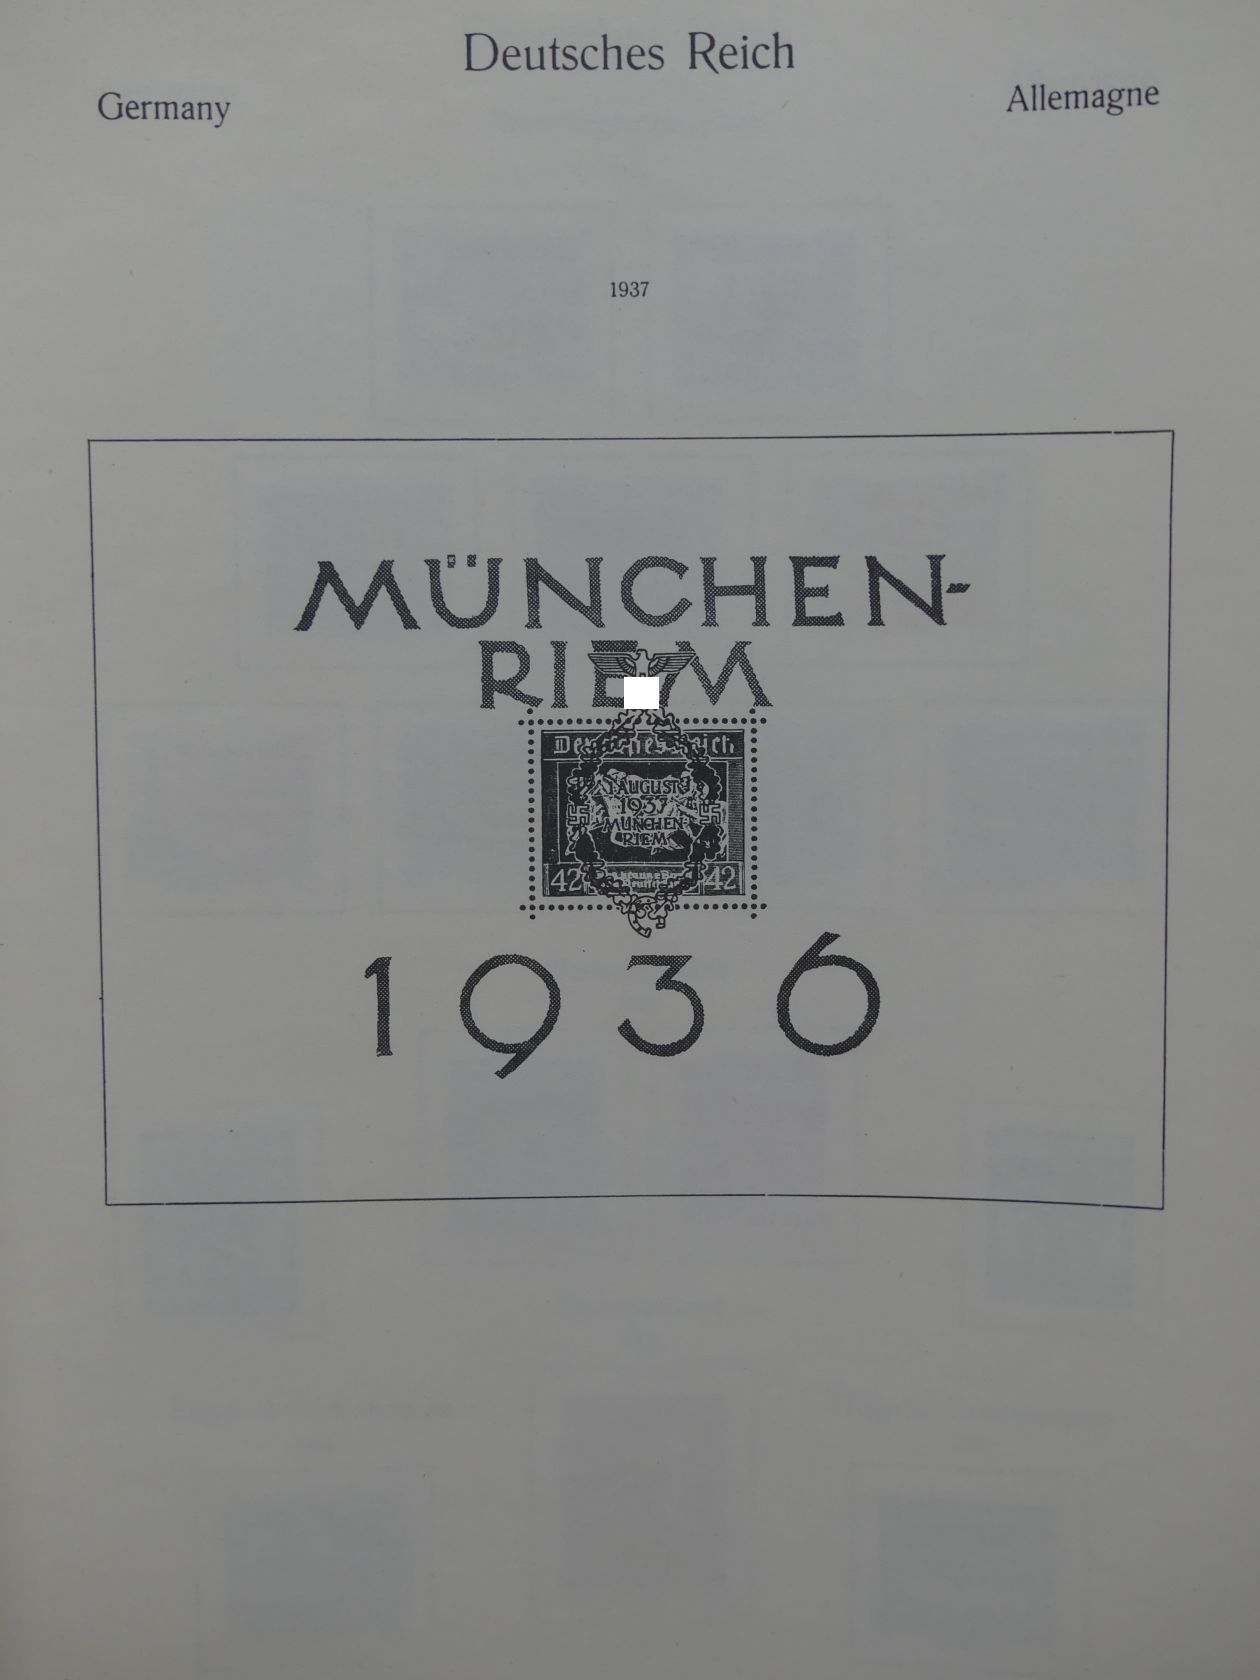 Deutsches Reich
Germany
Allemagne
1937
MÜNCHEN-
RIEM
Deutsches Reich
1. AUGUST
1937
MÜNCHEN
RIEM
42
42
1936